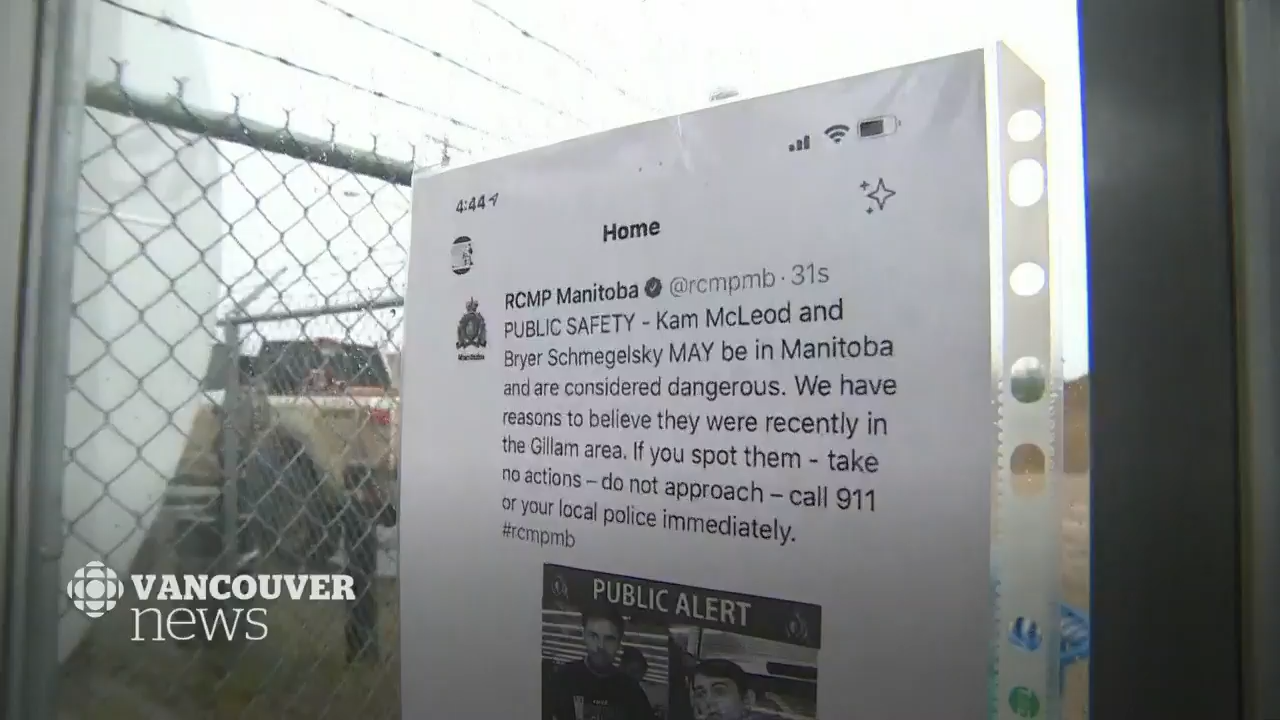 4:44
Home
RCMP Manitoba @rcmpmb · 31s
PUBLIC SAFETY - Kam McLeod and
Bryer Schmegelsky MAY be in Manitoba
and are considered dangerous. We have
reasons to believe they were recently in
the Gillam area. If you spot them - take
no actions – do not approach – call 911
or your local police immediately.
#rcmpmb
PUBLIC ALERT
VANCOUVER
news